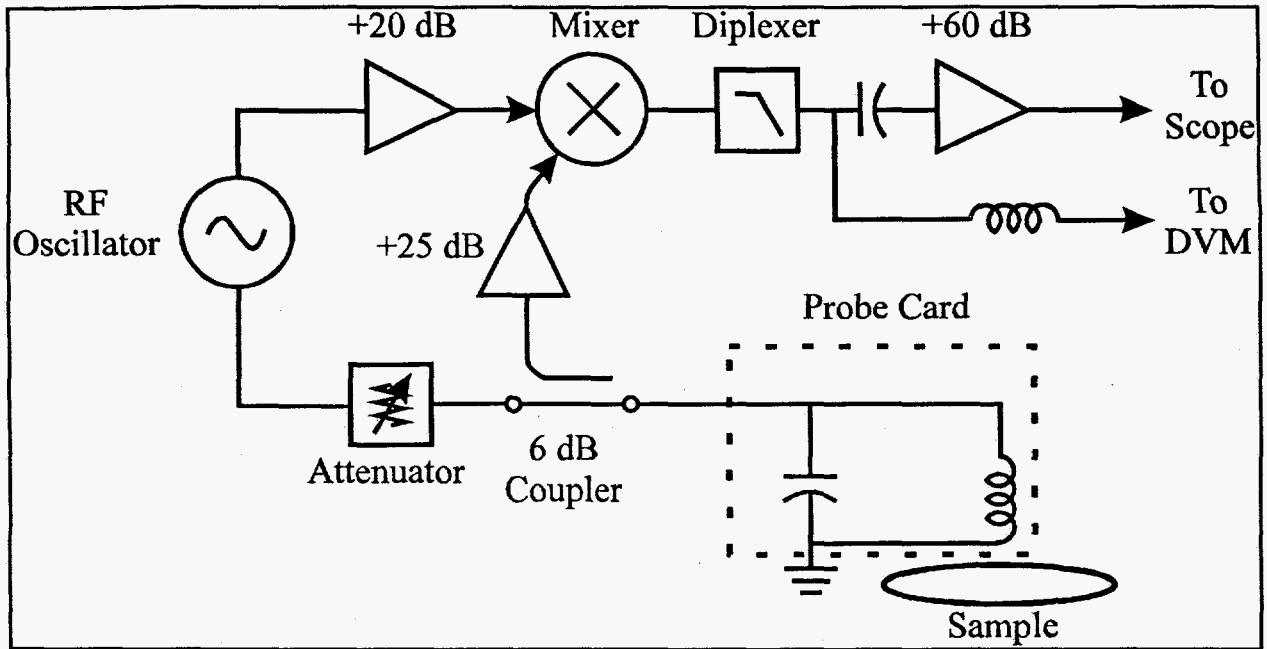 +20 dB
Mixer
Diplexer
+60 dB
To
Scope
RF
Oscillator
+25 dB
To
DVM
Probe Card
Attenuator
6 dB
Coupler
Sample